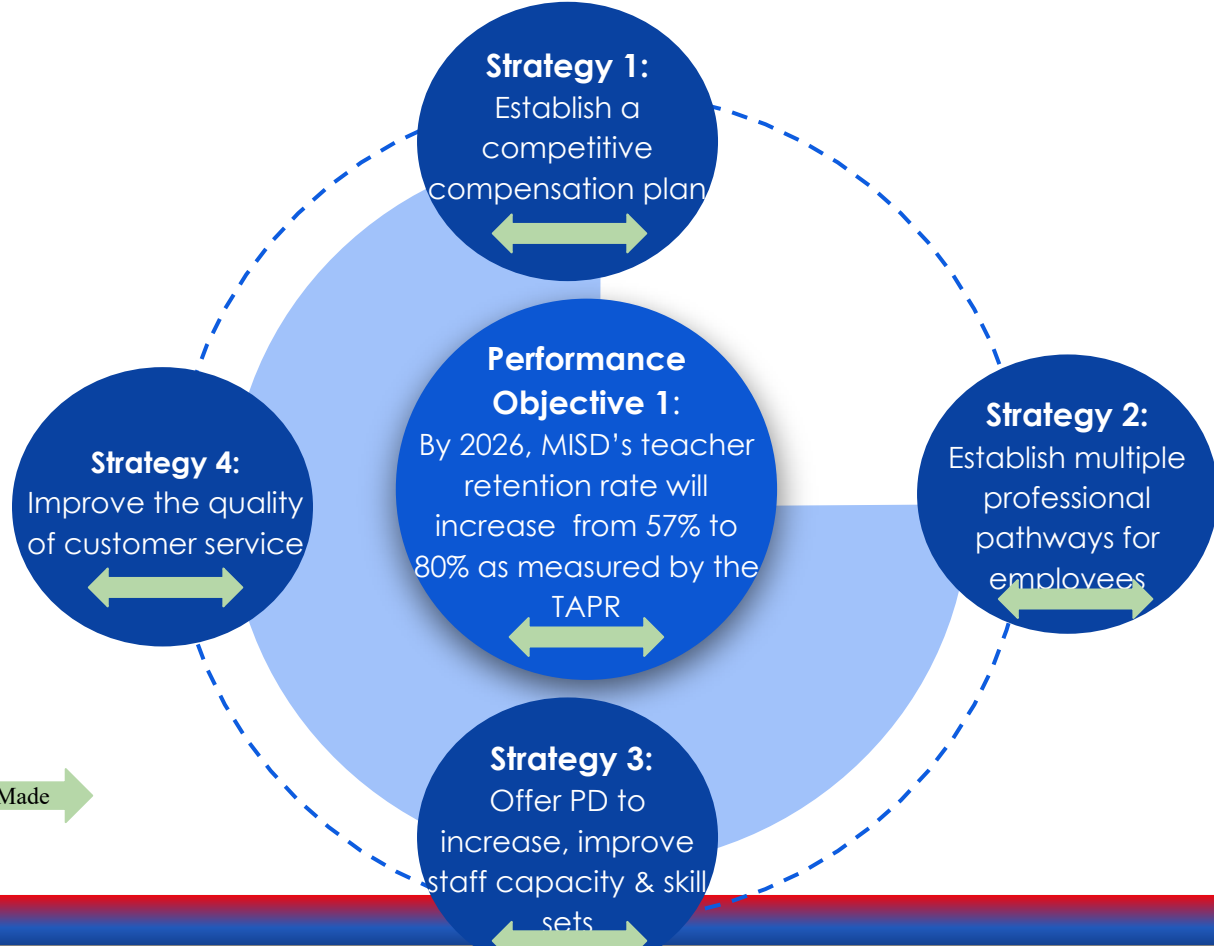 Strategy 1:
Establish a
competitive
compensation plan
Performance
Objective 1:
By 2026, MISD’s teacher
retention rate will
increase  from 57% to
80% as measured by the
TAPR
Strategy 2:
Establish multiple
professional
pathways for
employees
Strategy 3:
Offer PD to
increase, improve
staff capacity & skill
sets
Strategy 4:
Improve the quality
of customer service
Made